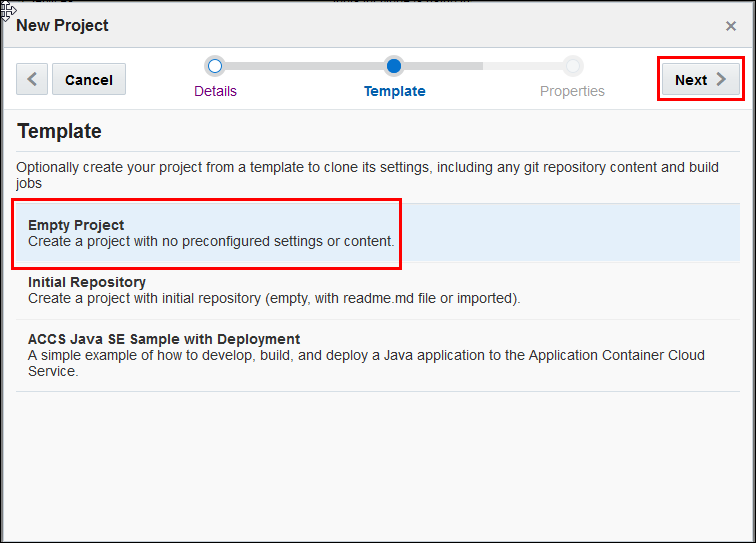 New Project
Cancel
Details
Template
Properties
Next
Template
Optionally create your project from a template to clone its settings, including any git repository content and build
jobs
Empty Project
Create a project with no preconfigured settings or content.
Initial Repository
Create a project with initial repository (empty, with readme.md file or imported).
ACCS Java SE Sample with Deployment
A simple example of how to develop, build, and deploy a Java application to the Application Container Cloud
Service.